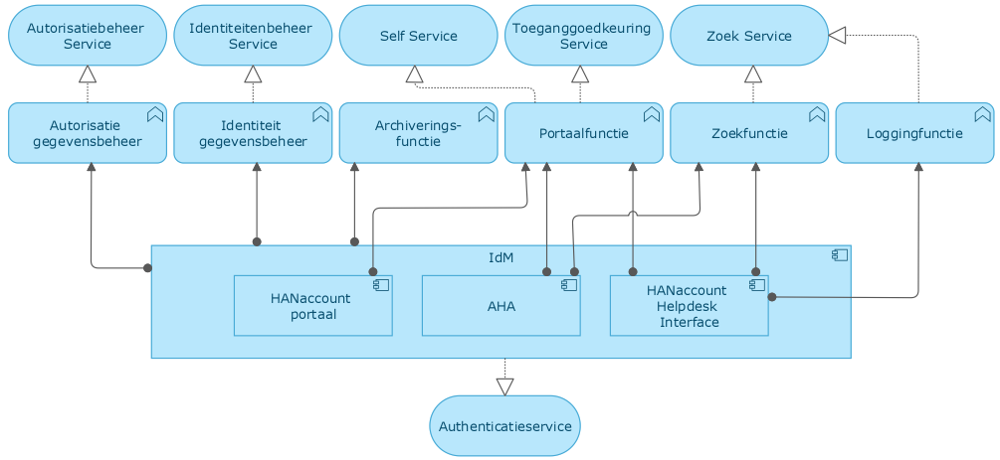 Autorisatiebeheer
Service
Identiteitenbeheer
Service
Self Service
Toeganggoedkeuring
Service
Zoek Service
Autorisatie
gegevensbeheer
Identiteit
gegevensbeheer
Archiverings-
functie
Portaalfunctie
Zoekfunctie
Loggingfunctie
IdM
HANaccount
portaal
AHA
HANaccount
Helpdesk
Interface
Authenticatieservice